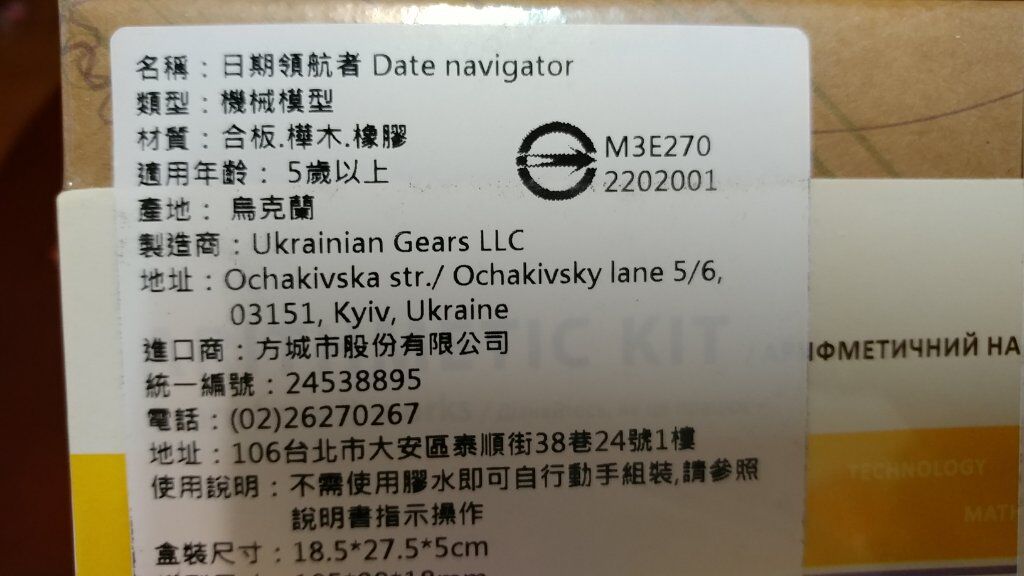 名稱：日期領航者 Date navigator
類型：機械模型
材質：合板.樺木.橡膠
適用年齡：5歲以上
M3E270
2202001
產地：烏克蘭
製造商：Ukrainian Gears LLC
地址：Ochakivska str./ Ochakivsky lane 5/6,
03151, Kyiv, Ukraine
進口商：方城市股份有限公司
統一編號：24538895
電話：(02)26270267
地址：106台北市大安區泰順街38巷24號1樓
使用說明：不需使用膠水即可自行動手組裝,請參照
說明書指示操作
盒裝尺寸：18.5*27.5*5cm
IC KIT
ІФМЕТИЧНИЙ НА
TECHNOLOGY
MATH